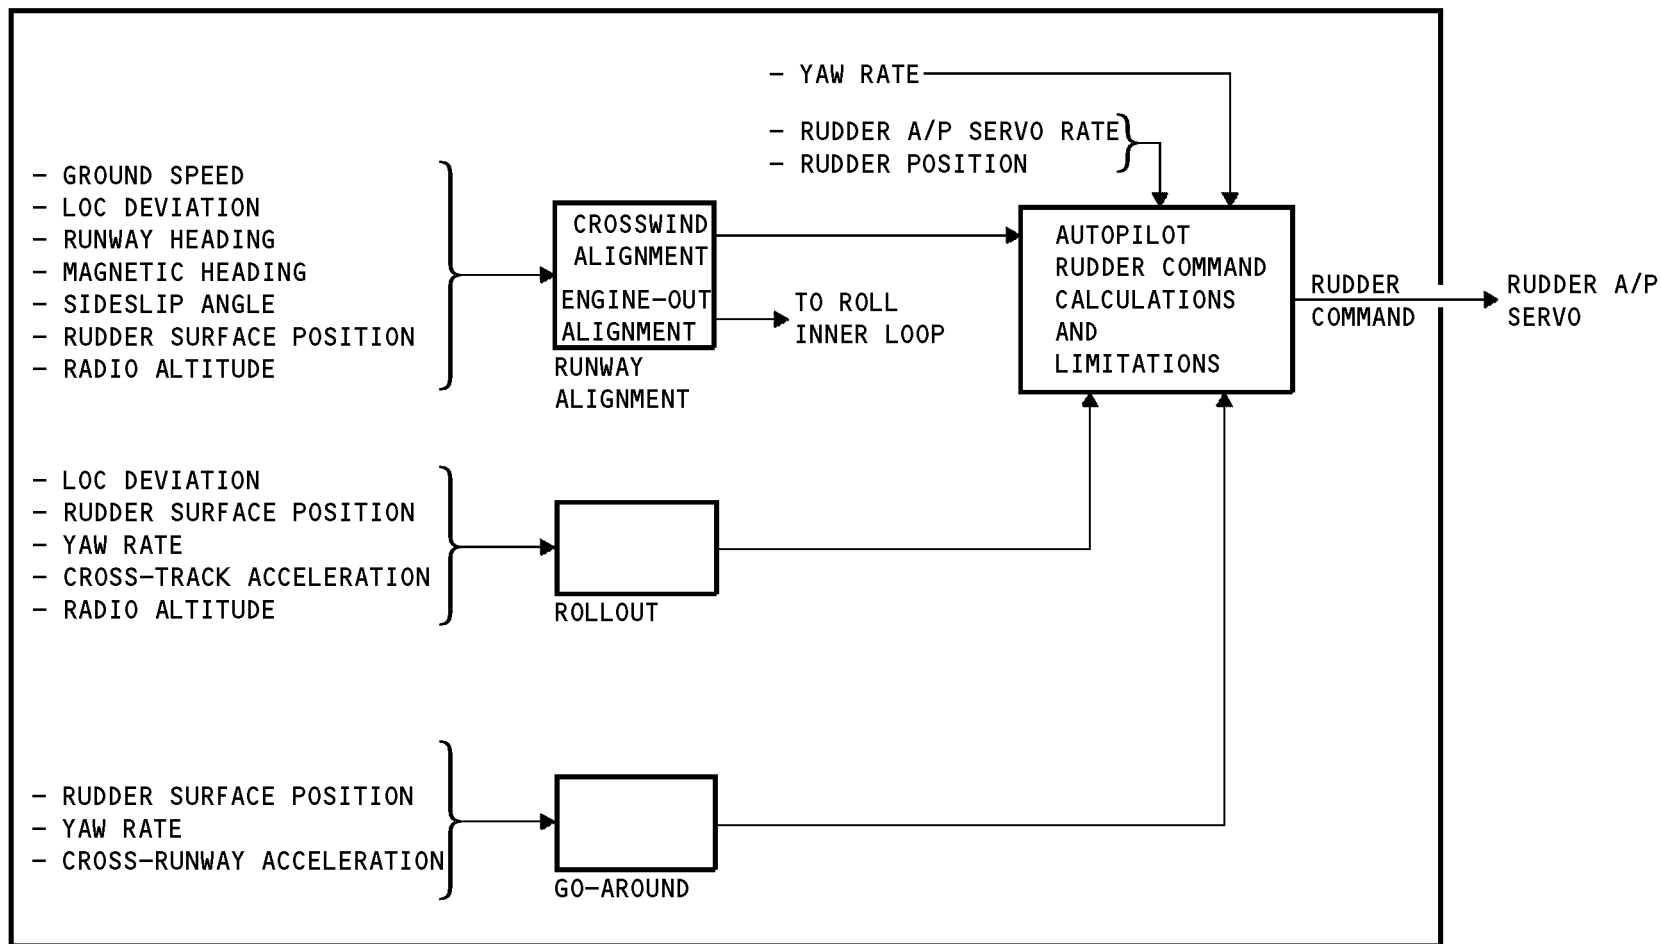 - YAW RATE
- RUDDER A/P SERVO RATE
- RUDDER POSITION
- GROUND SPEED
- LOC DEVIATION
- RUNWAY HEADING
- MAGNETIC HEADING
- SIDESLIP ANGLE
- RUDDER SURFACE POSITION
- RADIO ALTITUDE
CROSSWIND
ALIGNMENT
ENGINE-OUT
ALIGNMENT
RUNWAY
ALIGNMENT
TO ROLL
INNER LOOP
AUTOPILOT
RUDDER COMMAND
CALCULATIONS
AND
LIMITATIONS
RUDDER
COMMAND
RUDDER A/P
SERVO
- LOC DEVIATION
- RUDDER SURFACE POSITION
- YAW RATE
- CROSS-TRACK ACCELERATION
- RADIO ALTITUDE
ROLLOUT
- RUDDER SURFACE POSITION
- YAW RATE
- CROSS-RUNWAY ACCELERATION
GO-AROUND